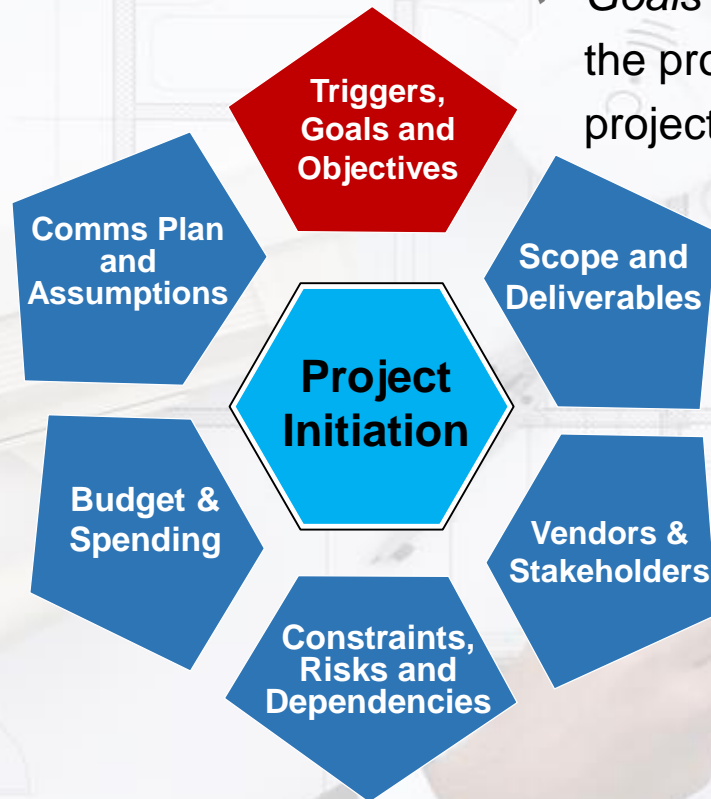 Goals
the pro
project
Triggers,
Goals and
Objectives
Comms Plan
and
Assumptions
Scope and
Deliverables
Project
Initiation
Budget &
Spending
Vendors &
Stakeholders
Constraints,
Risks and
Dependencies